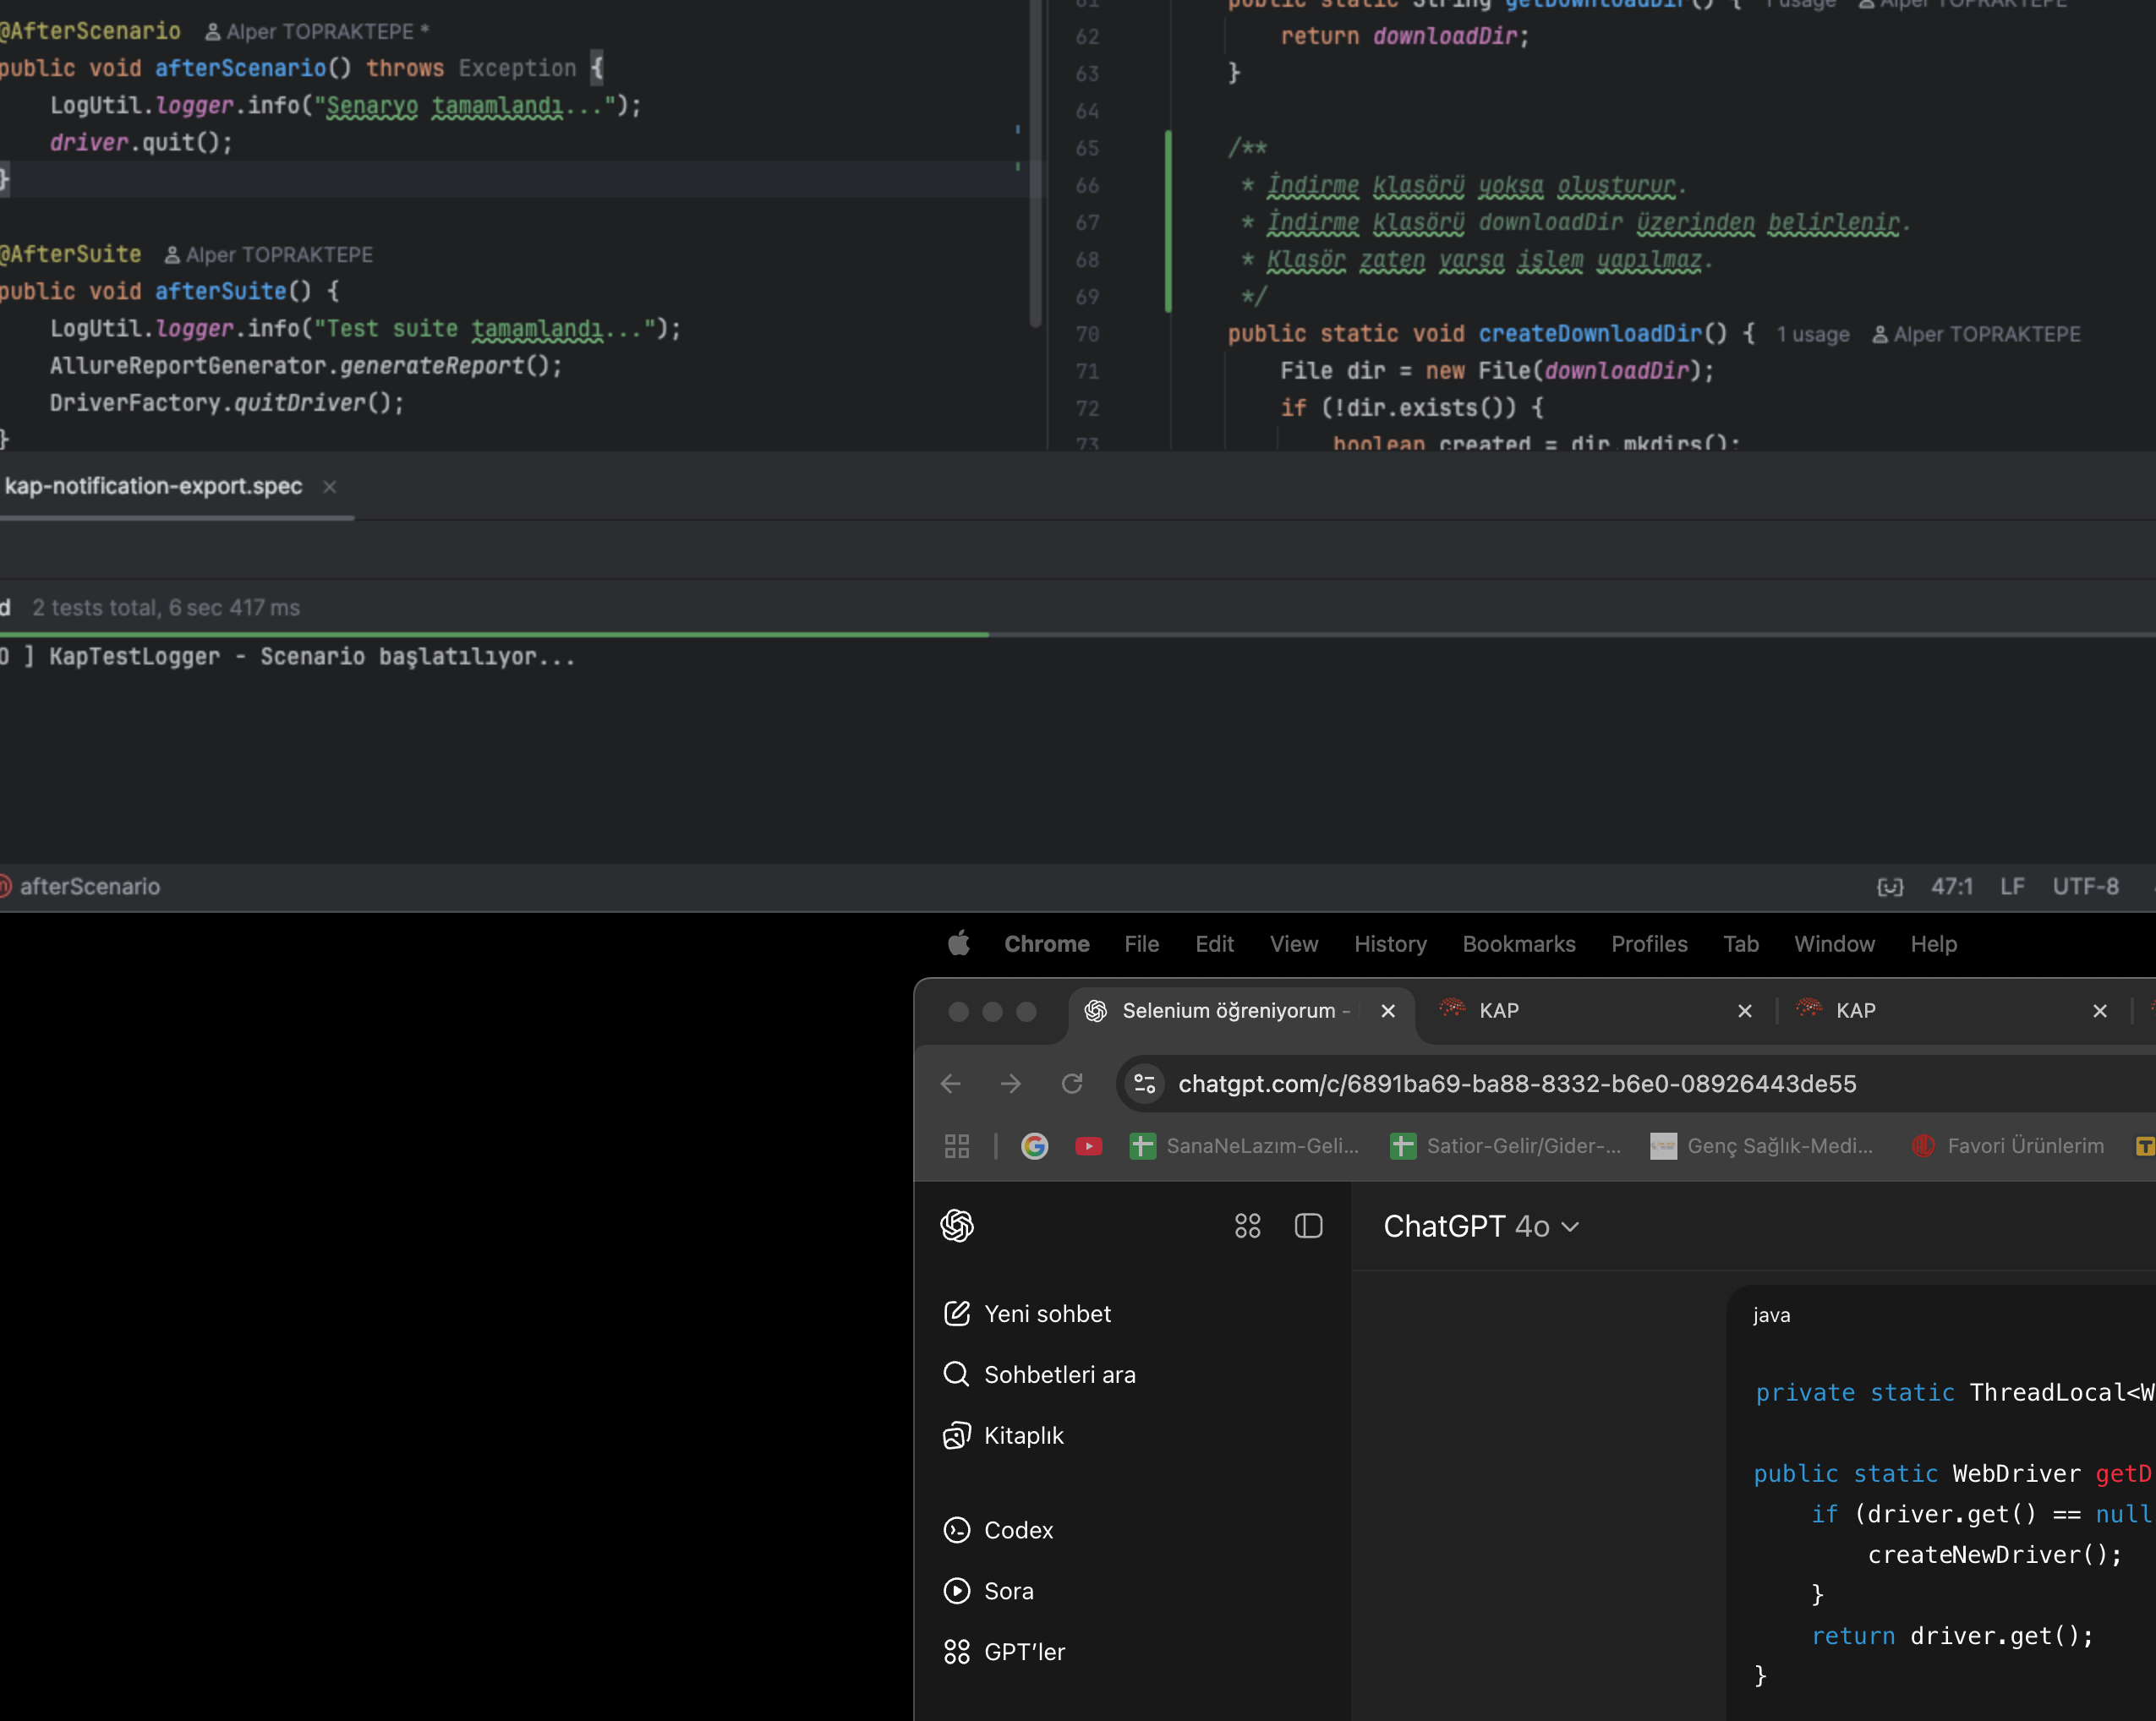 @AfterScenario Alper TOPRAKTEPE *
public void afterScenario() throws Exception {
LogUtil.logger.info("Senaryo tamamlandı...");
driver.quit();
}
@AfterSuite Alper TOPRAKTEPE
public void afterSuite() {
LogUtil.logger.info("Test suite tamamlandı...");
AllureReportGenerator.generateReport();
DriverFactory.quitDriver();
}
61 public static String getDownloadDir() { 1 usage Alper TOPRAKTEPE
62 return downloadDir;
63 }
64
65 /**
66 * İndirme klasörü yoksa oluşturur.
67 * İndirme klasörü downloadDir üzerinden belirlenir.
68 * Klasör zaten varsa işlem yapılmaz.
69 */
70 public static void createDownloadDir() { 1 usage Alper TOPRAKTEPE
71 File dir = new File(downloadDir);
72 if (!dir.exists()) {
73 boolean created = dir.mkdirs();
kap-notification-export.spec
d 2 tests total, 6 sec 417 ms
O ] KapTestLogger - Scenario başlatılıyor...
afterScenario
47:1 LF UTF-8
Chrome File Edit View History Bookmarks Profiles Tab Window Help
Selenium öğreniyorum -
KAP
KAP
chatgpt.com/c/6891ba69-ba88-8332-b6e0-08926443de55
SanaNeLazım-Geli... Satior-Gelir/Gider-... Genç Sağlık-Medi... Favori Ürünlerim
ChatGPT 4o
Yeni sohbet
Sohbetleri ara
Kitaplık
Codex
Sora
GPT'ler
java
private static ThreadLocal<W
public static WebDriver getD
if (driver.get() == null
createNewDriver();
}
return driver.get();
}